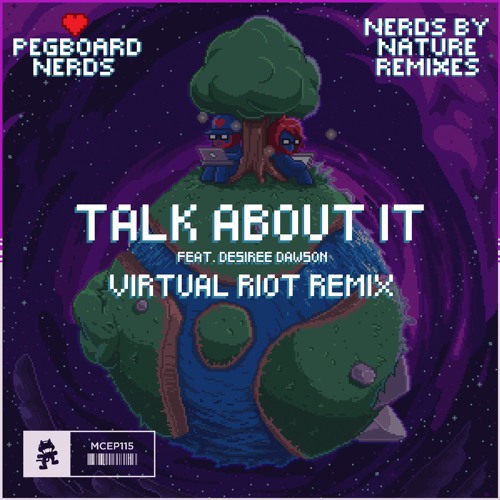 PEGBOARD
NERDS
NERDS BY
NATURE
REMIXES
TALK ABOUT IT
FEAT. DESIREE DAWSON
VIRTUAL RIOT REMIX
MCEP115